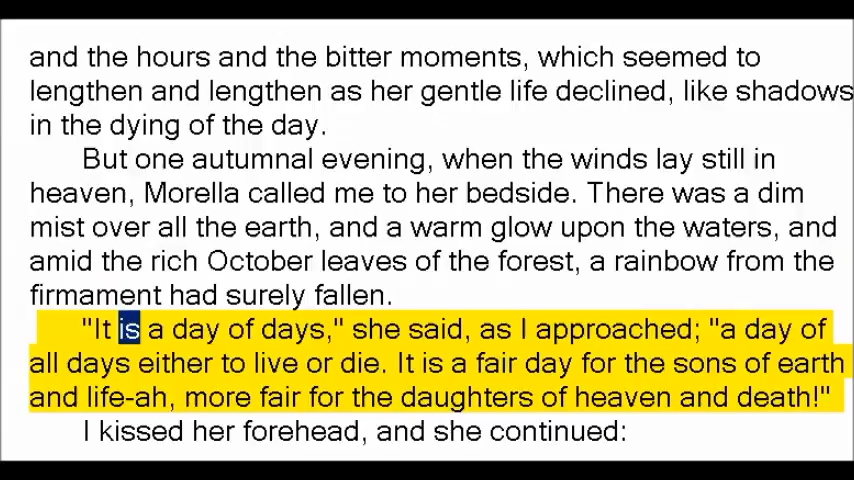 and the hours and the bitter moments, which seemed to
lengthen and lengthen as her gentle life declined, like shadows
in the dying of the day.
But one autumnal evening, when the winds lay still in
heaven, Morella called me to her bedside. There was a dim
mist over all the earth, and a warm glow upon the waters, and
amid the rich October leaves of the forest, a rainbow from the
firmament had surely fallen.
"It is a day of days," she said, as I approached; "a day of
all days either to live or die. It is a fair day for the sons of earth
and life-ah, more fair for the daughters of heaven and death!"
I kissed her forehead, and she continued: